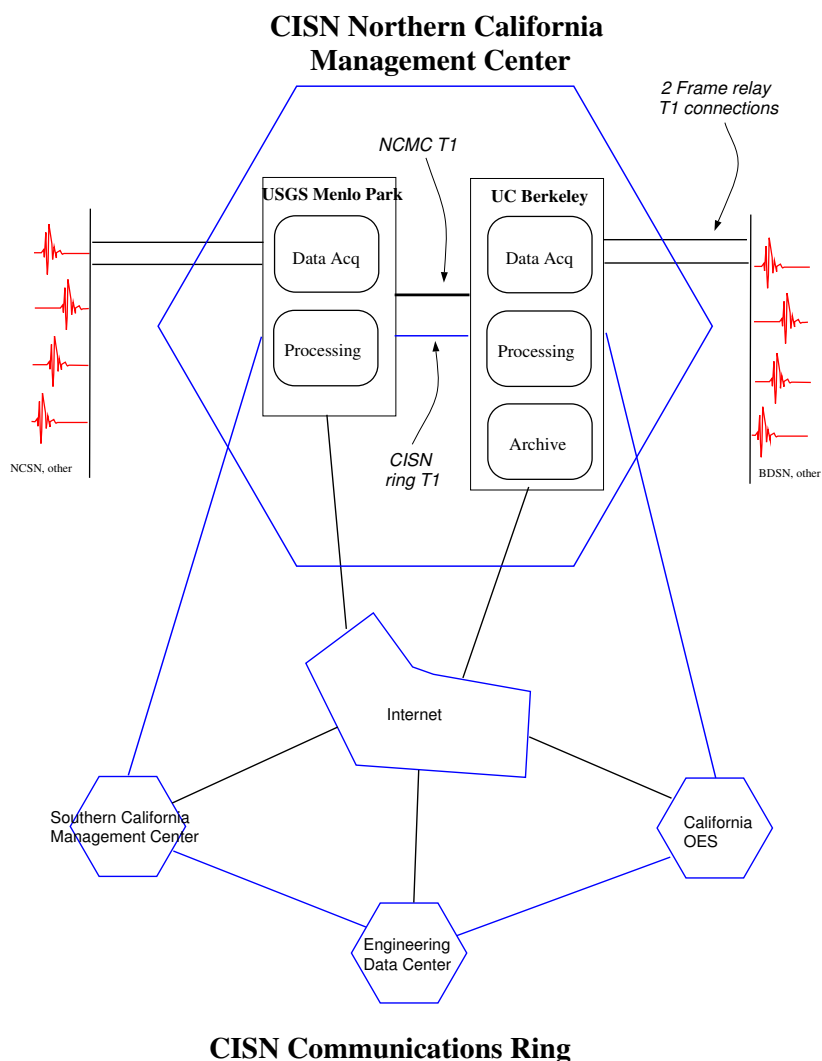 CISN Northern California
Management Center
2 Frame relay
T1 connections
NCMC T1
USGS Menlo Park
UC Berkeley
Data Acq
Data Acq
Processing
Processing
CISN
ring T1
Archive
NCSN, other
BDSN, other
Internet
Southern California
Management Center
California
OES
Engineering
Data Center
CISN Communications Ring